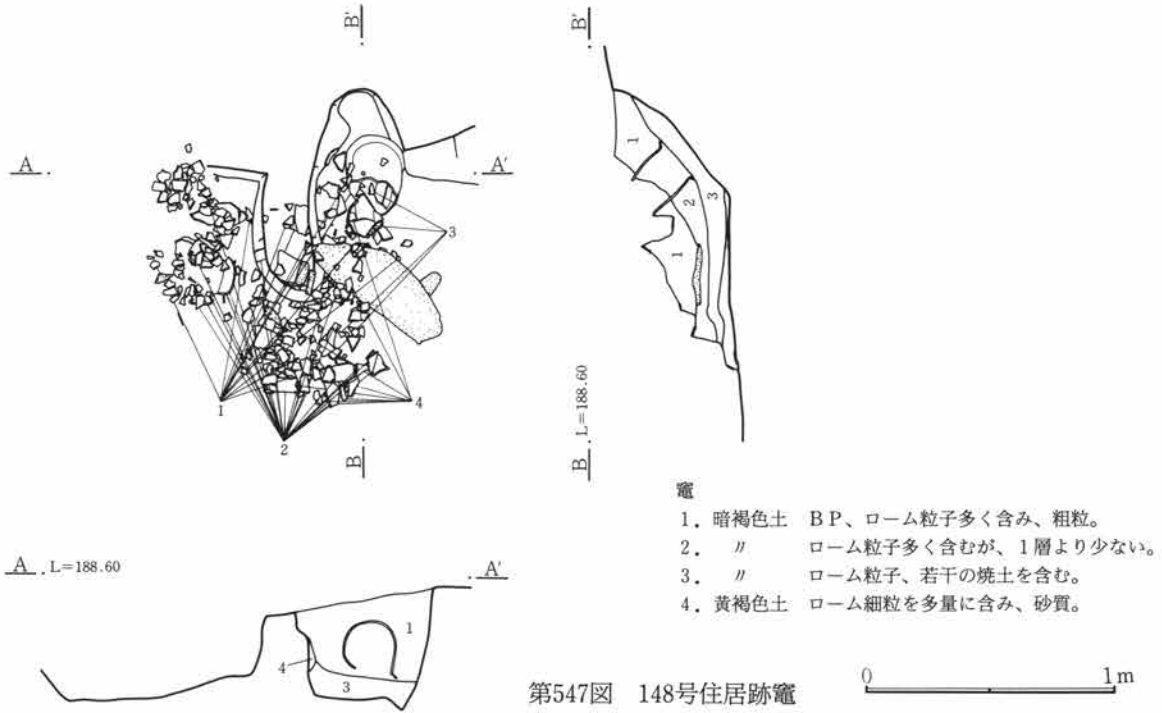 B'
A
A'
3
1
4
2
B
B'
1
2
3
1
B L=188.60
竈
1．暗褐色土 BP、ローム粒子多く含み、粗粒。
2．〃 ローム粒子多く含むが、1層より少ない。
3．〃 ローム粒子、若干の焼土を含む。
4．黄褐色土 ローム細粒を多量に含み、砂質。
A L=188.60
A'
1
4
3
第547図 148号住居跡竈
0 1m